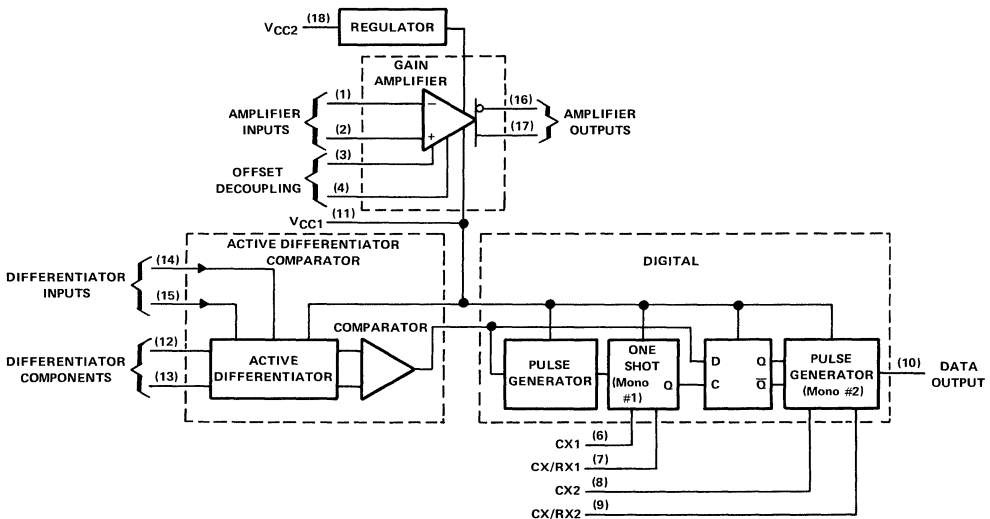 VCC2
(18)
REGULATOR
GAIN
AMPLIFIER
AMPLIFIER
INPUTS
(1)
(2)
−
+
(16)
(17)
AMPLIFIER
OUTPUTS
OFFSET
DECOUPLING
(3)
(4)
VCC1
(11)
ACTIVE DIFFERENTIATOR
COMPARATOR
DIGITAL
DIFFERENTIATOR
INPUTS
(14)
(15)
COMPARATOR
DIFFERENTIATOR
COMPONENTS
(12)
(13)
ACTIVE
DIFFERENTIATOR
PULSE
GENERATOR
ONE
SHOT
(Mono
#1)
Q
D
Q
C
Q̅
PULSE
GENERATOR
(Mono #2)
(10)
DATA
OUTPUT
CX1
(6)
CX/RX1
(7)
CX2
(8)
CX/RX2
(9)